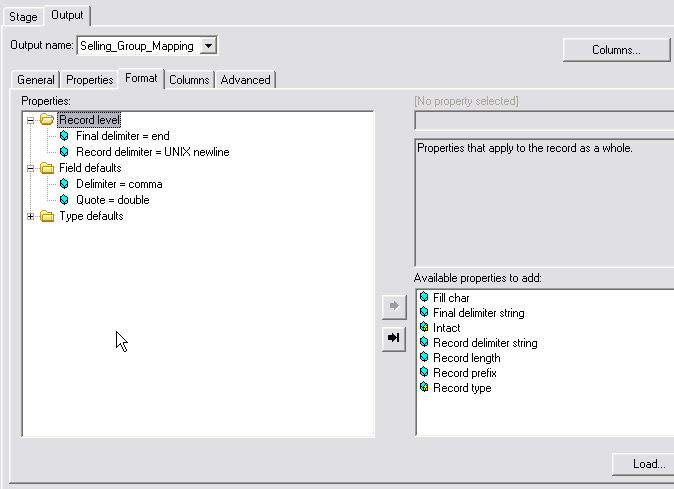 Stage
Output
Output name:
Selling_Group_Mapping
Columns...
General
Properties
Format
Columns
Advanced
Properties:
Record level
Final delimiter = end
Record delimiter = UNIX newline
Field defaults
Delimiter = comma
Quote = double
Type defaults
[No property selected]
Properties that apply to the record as a whole.
Available properties to add:
Fill char
Final delimiter string
Intact
Record delimiter string
Record length
Record prefix
Record type
Load...